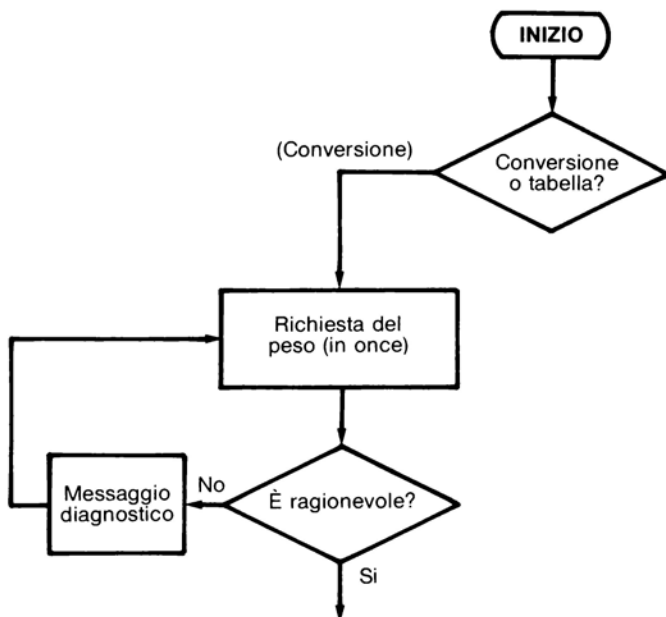 INIZIO
Conversione
o tabella?
(Conversione)
Richiesta del
peso (in once)
È ragionevole?
No
Messaggio
diagnostico
Si